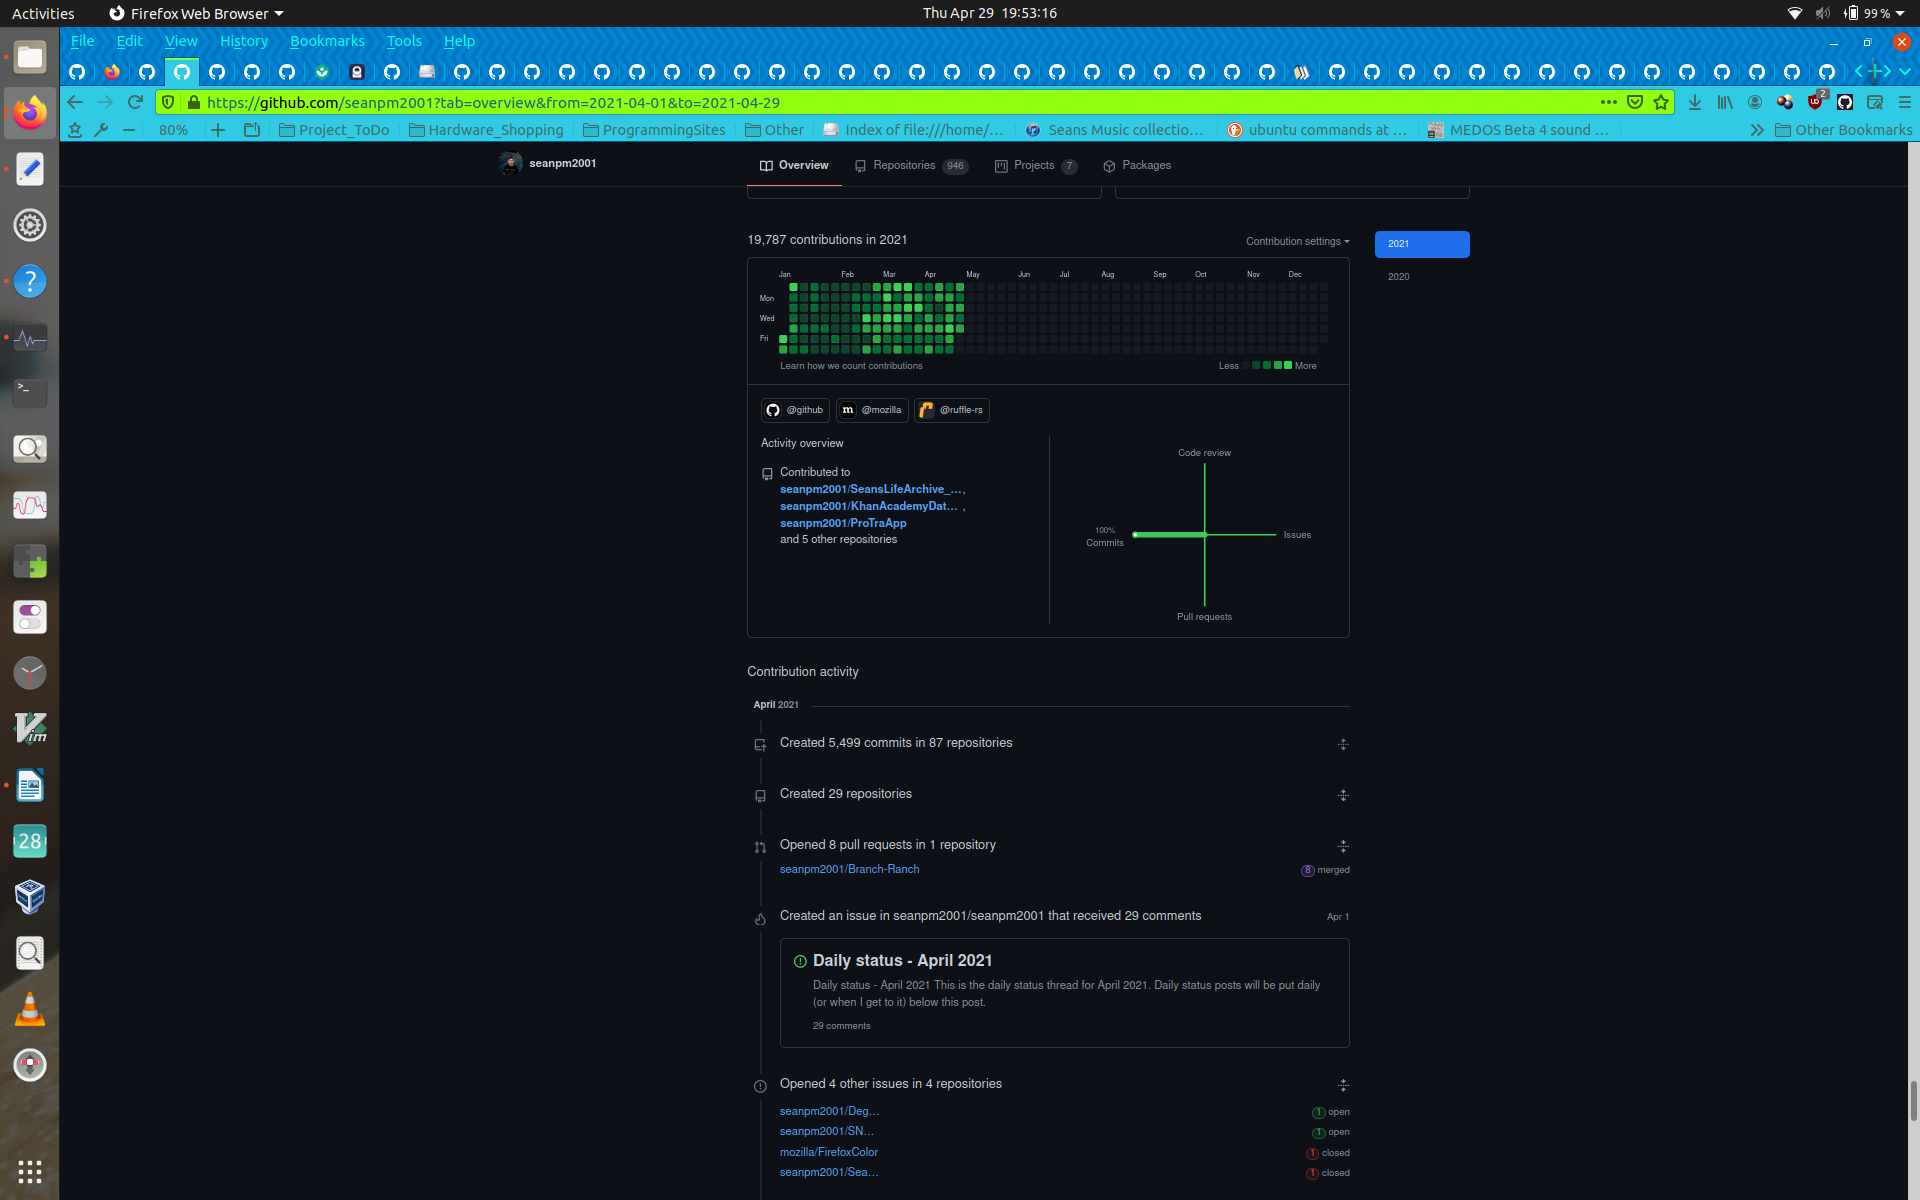 Activities
Firefox Web Browser
Thu Apr 29 19:53:16
99 %
File Edit View History Bookmarks Tools Help
https://github.com/seanpm2001?tab=overview&from=2021-04-01&to=2021-04-29
2
80%
Project_ToDo
Hardware_Shopping
ProgrammingSites
Other
Index of file:///home/...
Seans Music collectio...
ubuntu commands at ...
MEDOS Beta 4 sound ...
Other Bookmarks
seanpm2001
Overview
Repositories 946
Projects 7
Packages
19,787 contributions in 2021
Contribution settings
2021
2020
Jan Feb Mar Apr May Jun Jul Aug Sep Oct Nov Dec
Mon
Wed
Fri
Learn how we count contributions
Less
More
@github
@mozilla
@ruffle-rs
Activity overview
Contributed to
seanpm2001/SeansLifeArchive_...,
seanpm2001/KhanAcademyDat... ,
seanpm2001/ProTraApp
and 5 other repositories
Code review
100%
Commits
Issues
Pull requests
Contribution activity
April 2021
Created 5,499 commits in 87 repositories
Created 29 repositories
Opened 8 pull requests in 1 repository
seanpm2001/Branch-Ranch
8 merged
Created an issue in seanpm2001/seanpm2001 that received 29 comments
Apr 1
Daily status - April 2021
Daily status - April 2021 This is the daily status thread for April 2021. Daily status posts will be put daily
(or when I get to it) below this post.
29 comments
Opened 4 other issues in 4 repositories
seanpm2001/Deg...
1 open
seanpm2001/SN...
1 open
mozilla/FirefoxColor
1 closed
seanpm2001/Sea...
1 closed
28
Vim